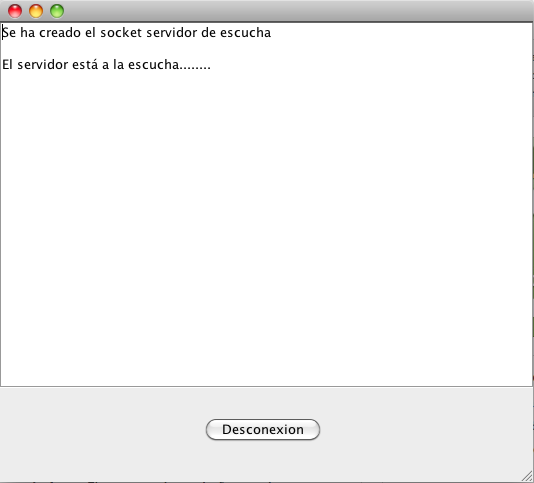 Se ha creado el socket servidor de escucha
El servidor está a la escucha........
Desconexion